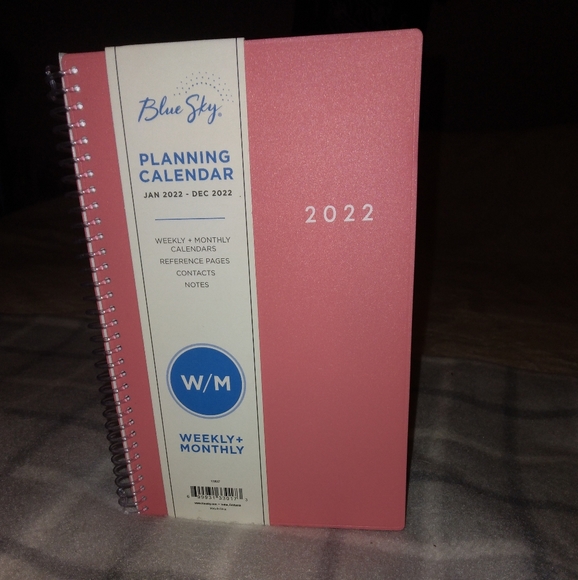 Blue Sky®
PLANNING
CALENDAR
JAN 2022 - DEC 2022
WEEKLY + MONTHLY
CALENDARS
REFERENCE PAGES
CONTACTS
NOTES
W/M
WEEKLY+
MONTHLY
2022